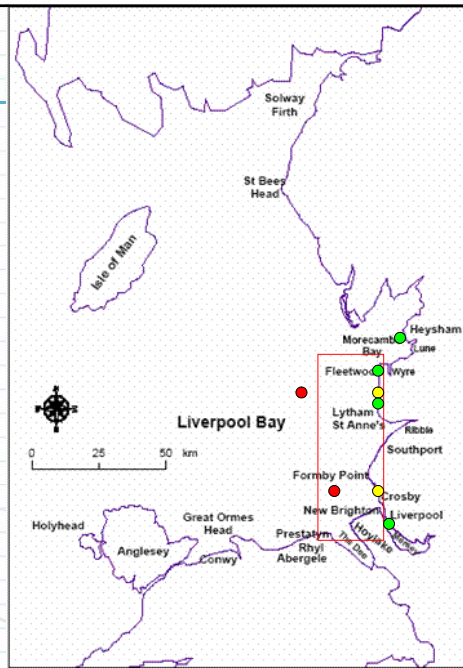 Solway
Firth
St Bees
Head
Isle of Man
Heysham
Morecamb
Bay
Lune
Fleetwood
Wyre
Liverpool Bay
Lytham
St Anne's
Ribble
Southport
0 25 50 km
Formby Point
Crosby
New Brighton
Liverpool
Mersey
Hoylake
The Dee
Great Ormes
Head
Prestatyn
Rhyl
Abergele
Holyhead
Anglesey
Conwy